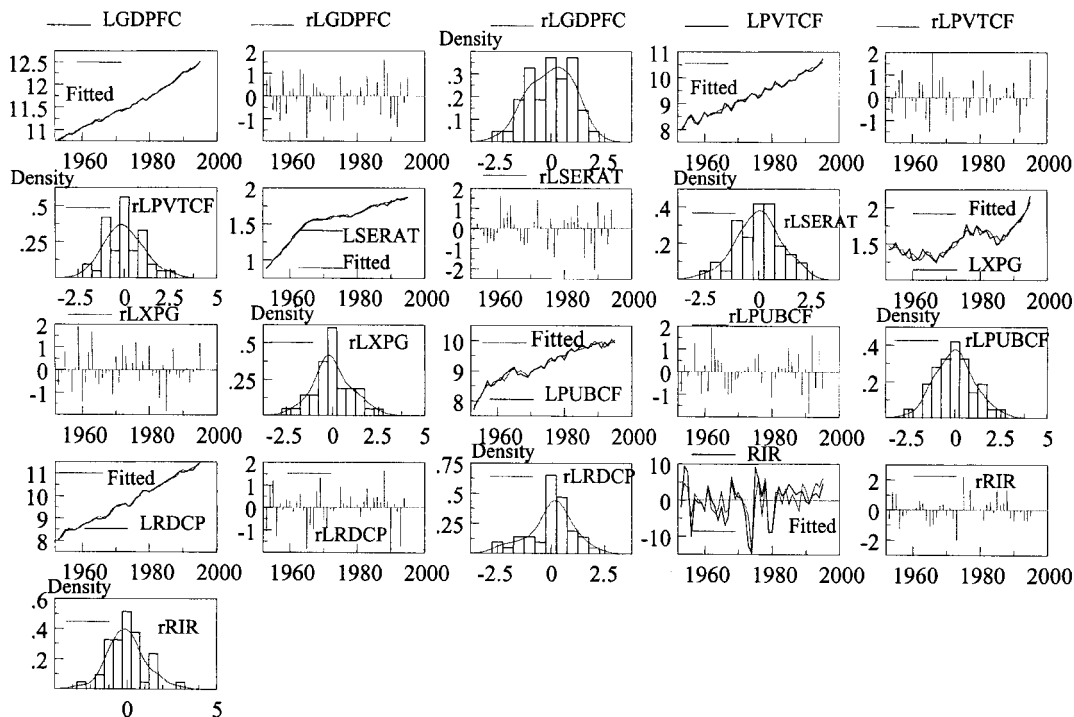 LGDPFC
rLGDPFC
rLGDPFC
LPVTCF
rLPVTCF
12.5
12
11.5
11
Fitted
1960 1980 2000
2
1
0
-1
1960 1980 2000
Density
.3
.2
.1
-2.5 0 2.5
11
10
9
8
Fitted
1960 1980 2000
2
1
0
-1
1960 1980 2000
Density
.5
.25
rLPVTCF
-2.5 0 2.5 5
2
1.5
1
LSERAT
Fitted
1960 1980 2000
rLSERAT
2
1
0
-1
-2
1960 1980 2000
.4
.2
Density
rLSERAT
-2.5 0 2.5
2
1.5
Fitted
LXPG
1960 1980 2000
rLXPG
2
1
0
-1
1960 1980 2000
Density
.5
.25
rLXPG
-2.5 0 5
10
9
8
Fitted
LPUBCF
1960 1980 2000
rLPUBCF
2
1
0
-1
1960 1980 2000
Density
.4
.2
rLPUBCF
-2.5 0 2.5 5
11
10
9
8
Fitted
LRDCP
1960 1980 2000
2
1
0
-1
rLRDCP
1960 1980 2000
Density
.75
.5
.25
rLRDCP
-2.5 0 2.5
RIR
10
0
-10
Fitted
1960 1980 2000
2
0
-2
rRIR
1960 1980 2000
Density
.6
.4
.2
rRIR
0 5